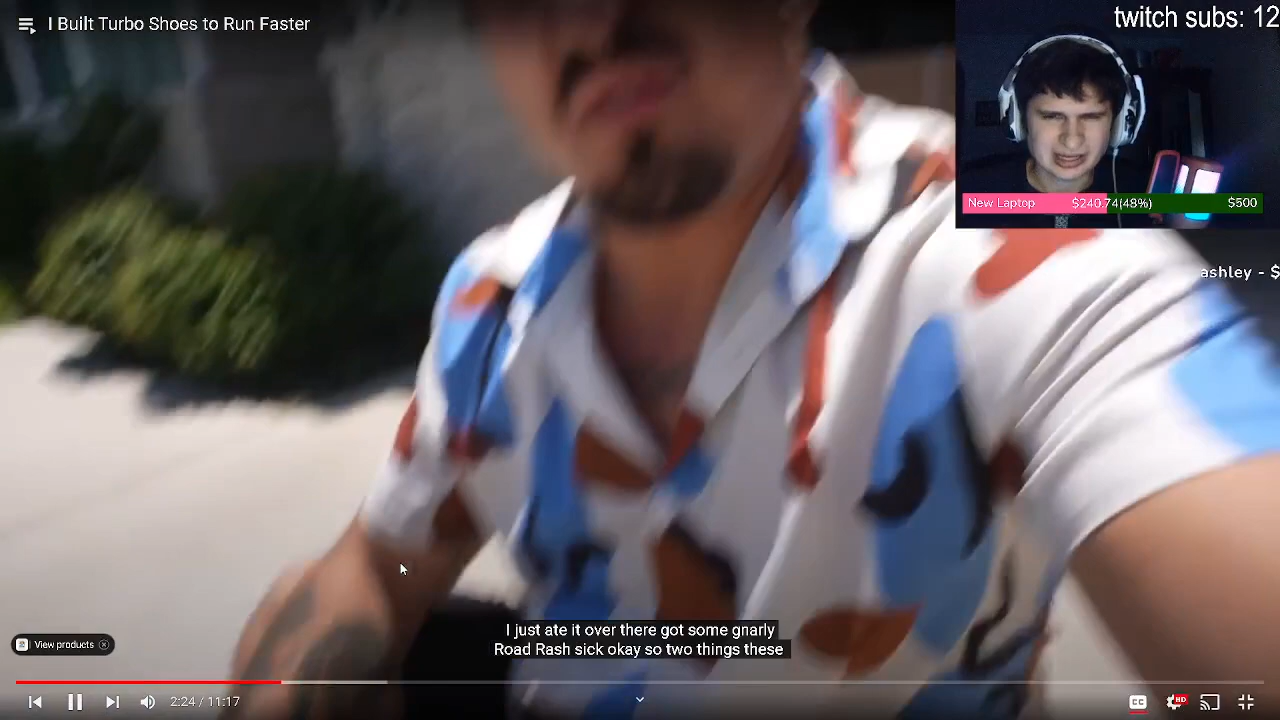 I Built Turbo Shoes to Run Faster
twitch subs: 12
New Laptop $240.74(48%) $500
ashley - $
I just ate it over there got some gnarly
Road Rash sick okay so two things these
View products
2:24 / 11:17
CC
HD